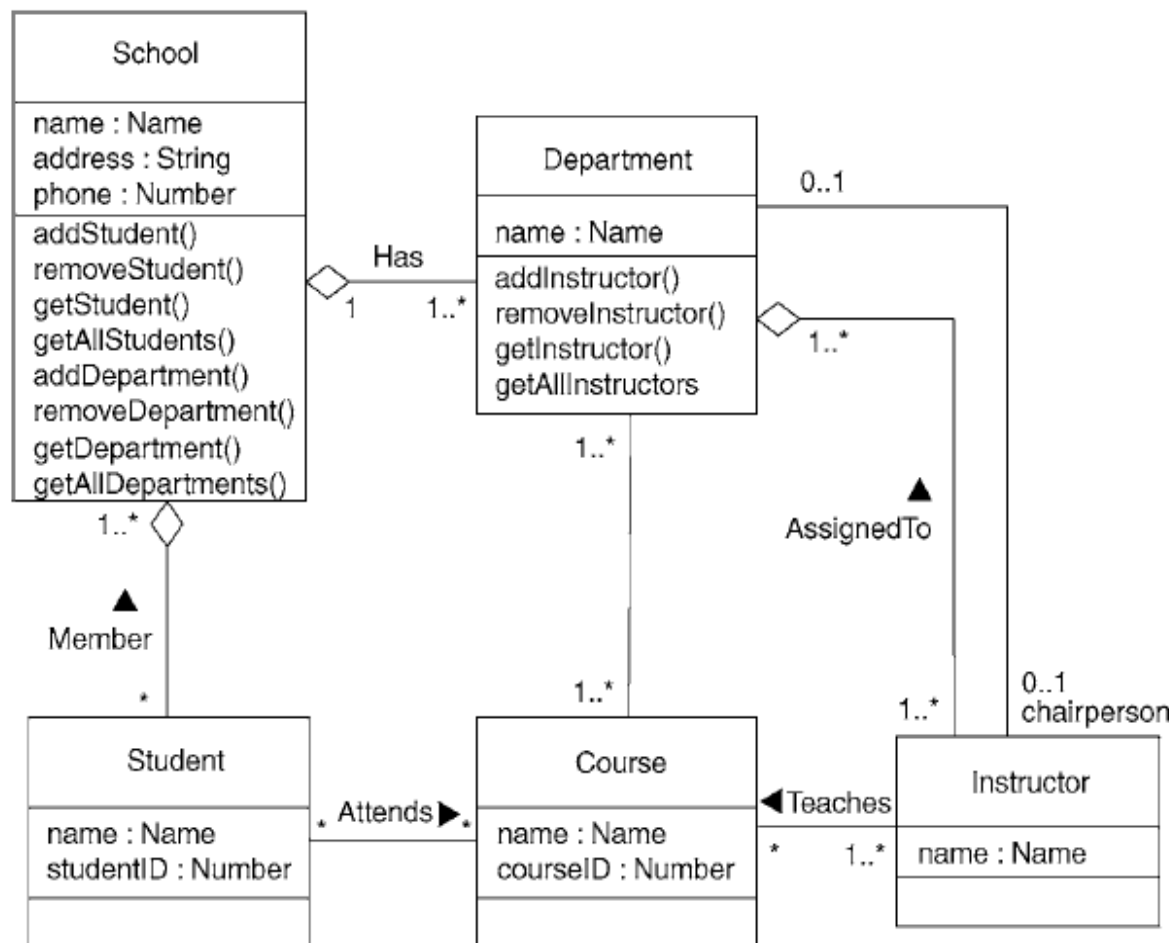 School
name : Name
address : String
phone : Number
addStudent()
removeStudent()
getStudent()
getAllStudents()
addDepartment()
removeDepartment()
getDepartment()
getAllDepartments()
Has
1
1..*
Department
name : Name
addInstructor()
removeInstructor()
getInstructor()
getAllInstructors
0..1
1..*
1..*
1..*
Member
*
AssignedTo
1..*
1..*
0..1
chairperson
Student
name : Name
studentID : Number
*
Attends
*
Course
name : Name
courseID : Number
Teaches
*
1..*
Instructor
name : Name